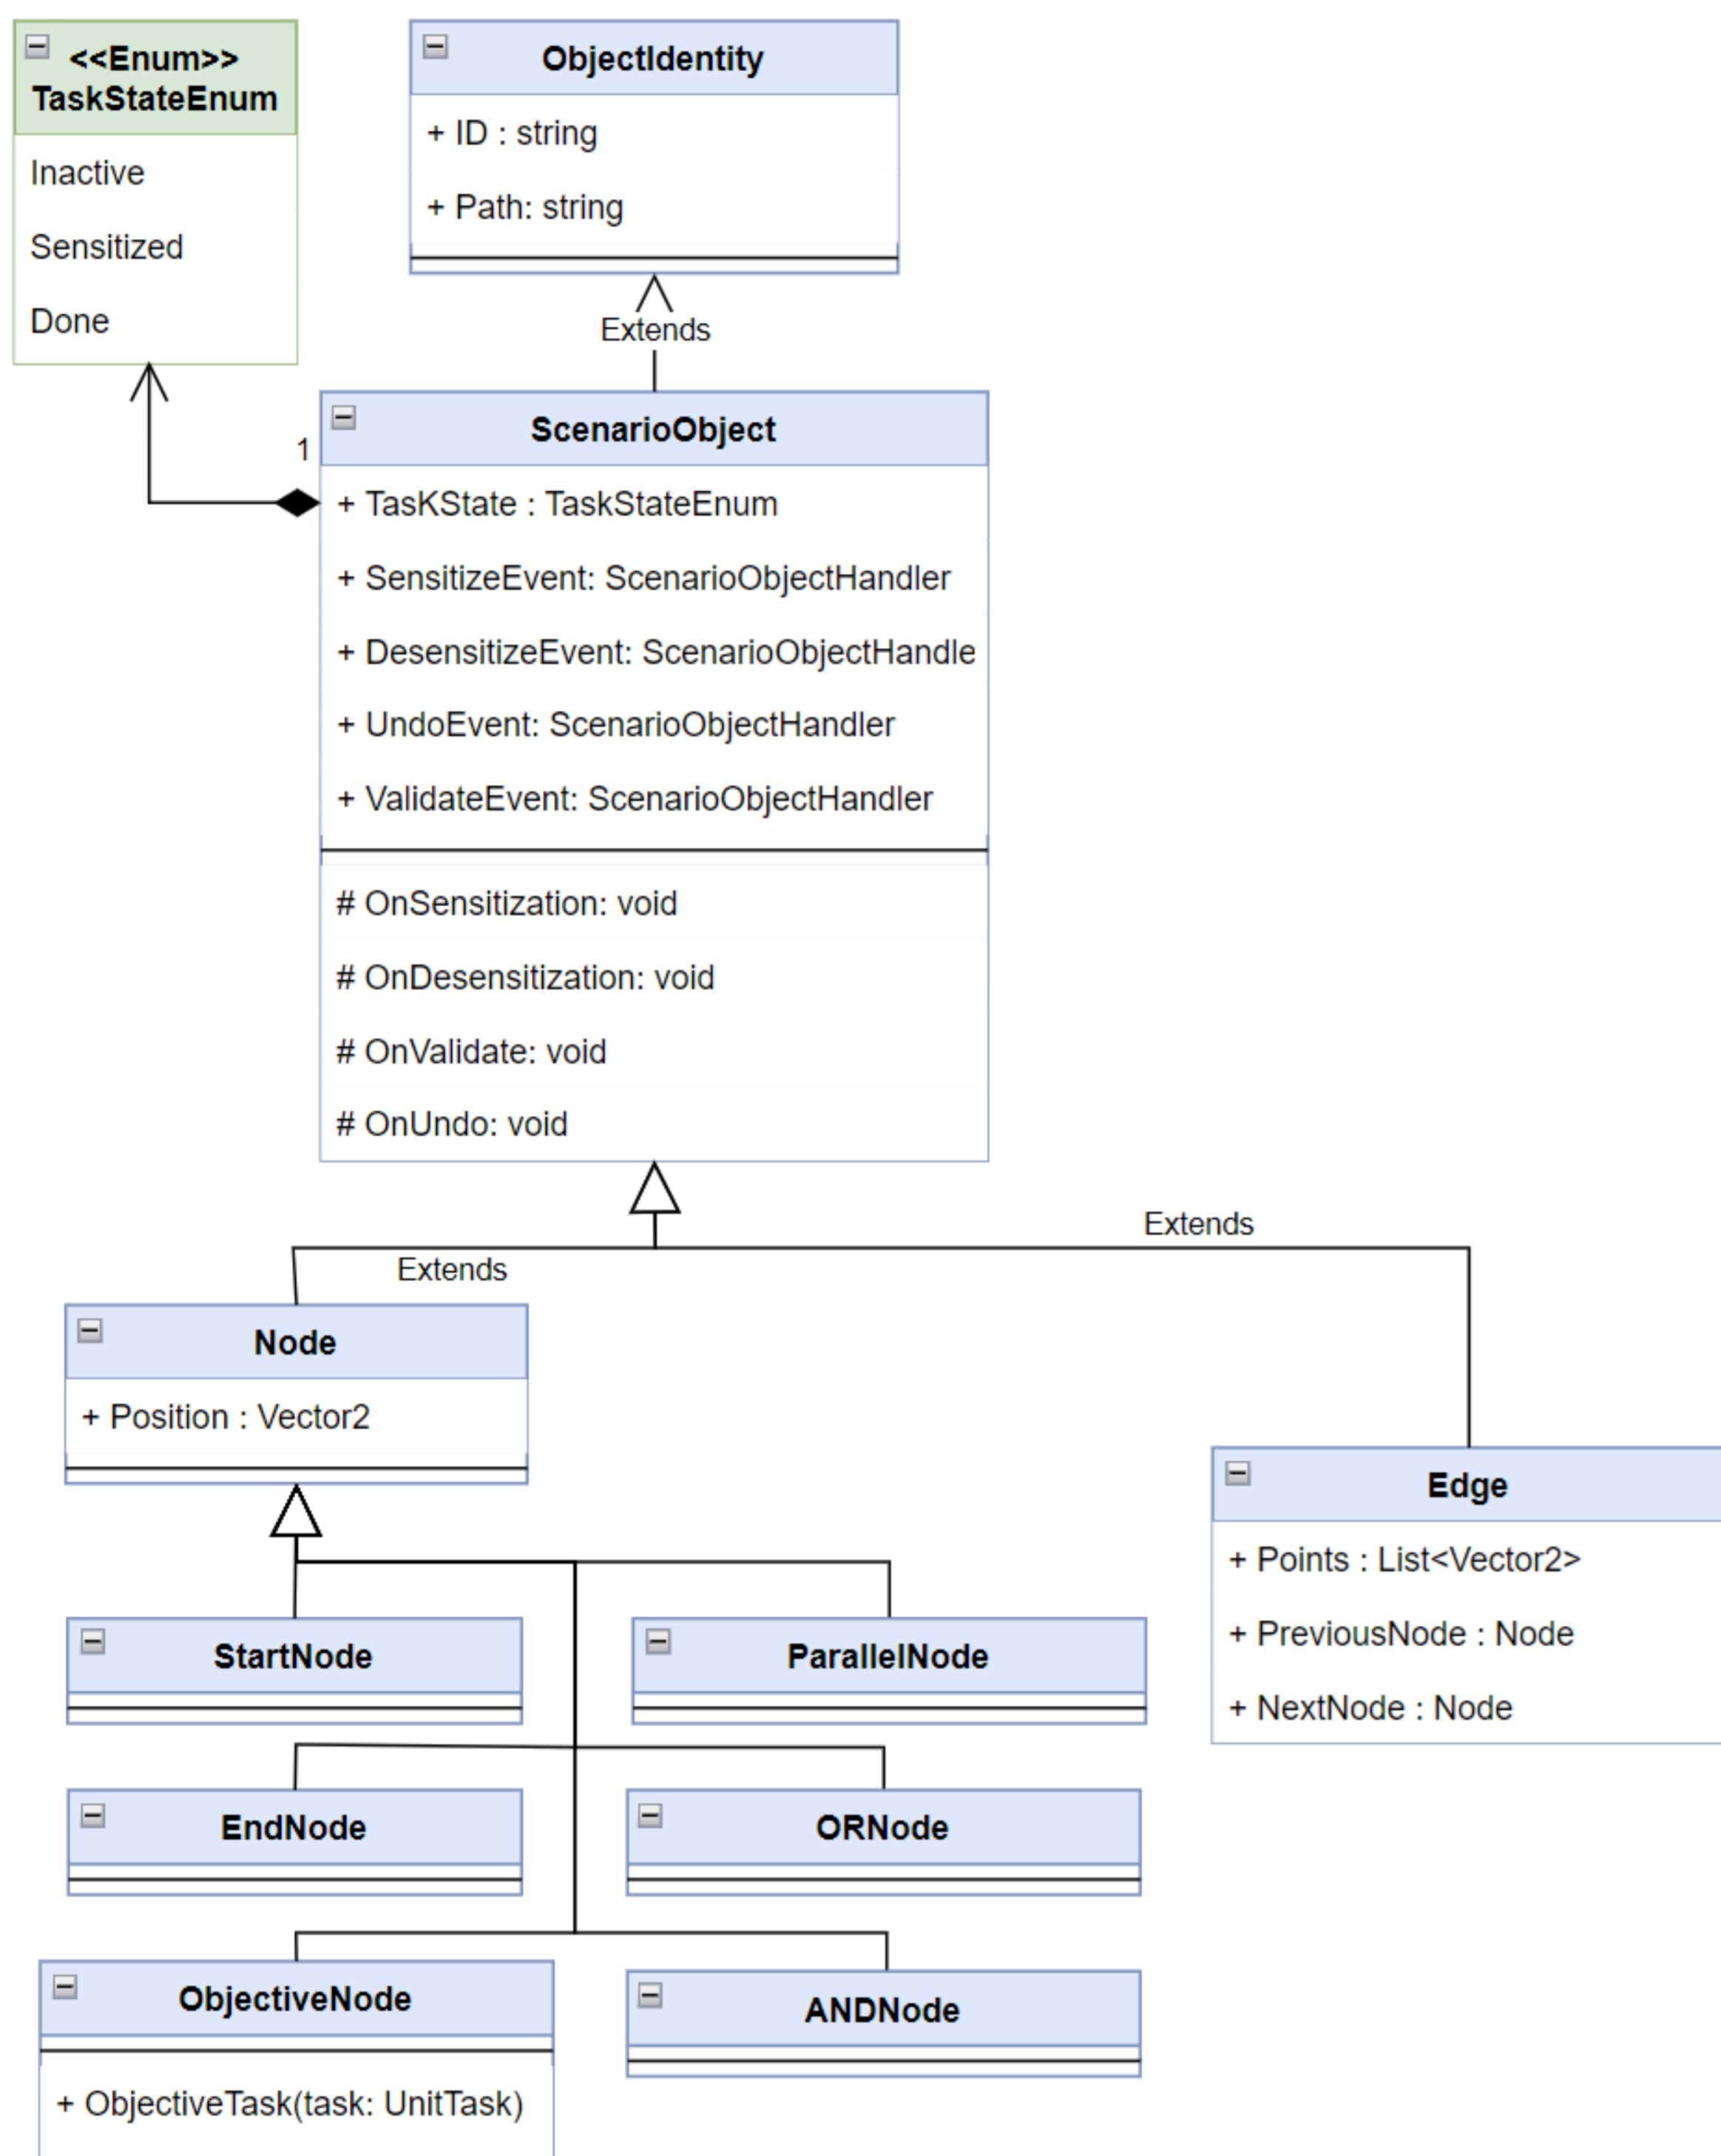 <<Enum>>
TaskStateEnum
Inactive
Sensitized
Done
ObjectIdentity
+ ID : string
+ Path: string
Extends
1
ScenarioObject
+ TasKState : TaskStateEnum
+ SensitizeEvent: ScenarioObjectHandler
+ DesensitizeEvent: ScenarioObjectHandle
+ UndoEvent: ScenarioObjectHandler
+ ValidateEvent: ScenarioObjectHandler
# OnSensitization: void
# OnDesensitization: void
# OnValidate: void
# OnUndo: void
Extends
Extends
Node
+ Position : Vector2
Edge
+ Points : List<Vector2>
+ PreviousNode : Node
+ NextNode : Node
StartNode
ParallelNode
EndNode
ORNode
ObjectiveNode
+ ObjectiveTask(task: UnitTask)
ANDNode